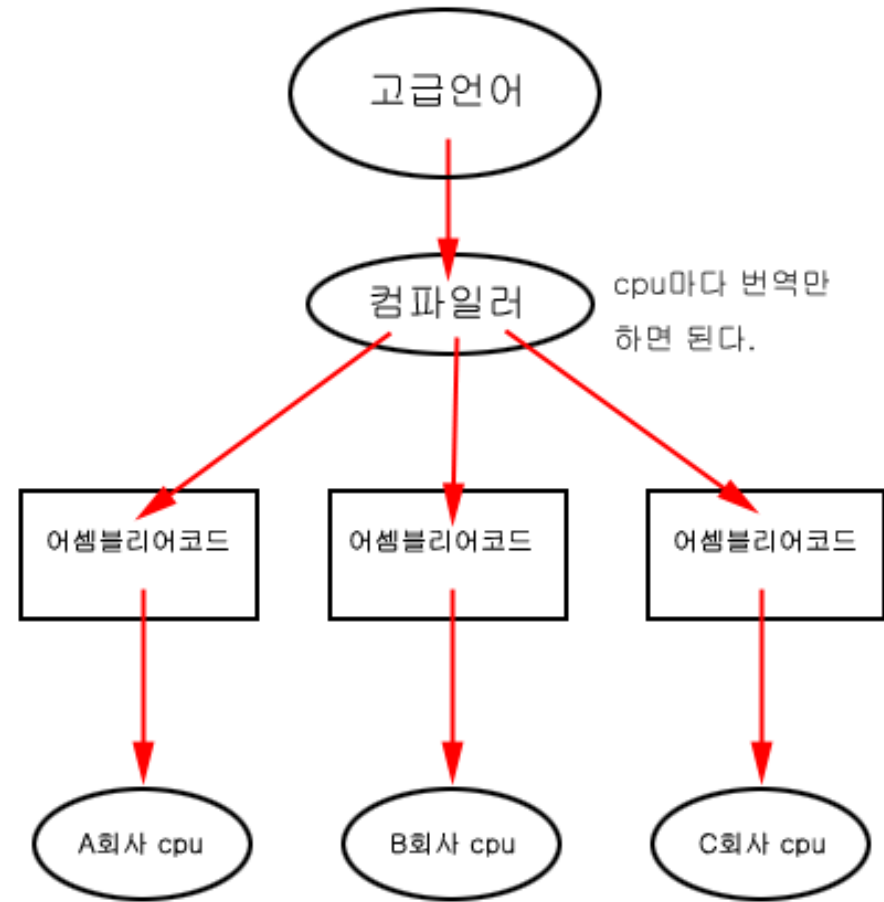 고급언어
컴파일러
cpu마다 번역만
하면 된다.
어셈블리어코드
어셈블리어코드
어셈블리어코드
A회사 cpu
B회사 cpu
C회사 cpu